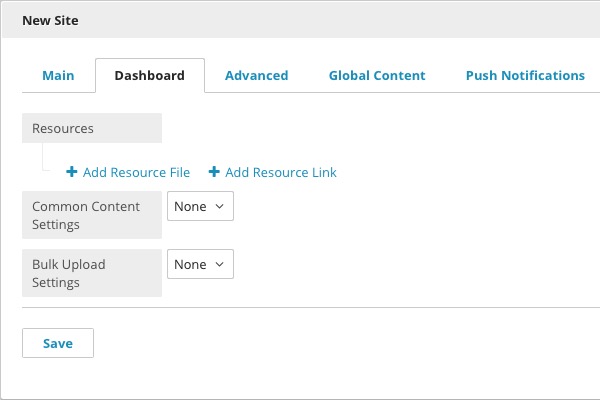 New Site
Main Dashboard Advanced Global Content Push Notifications
Resources
Add Resource File Add Resource Link
Common Content None
Settings
Bulk Upload None
Settings
Save